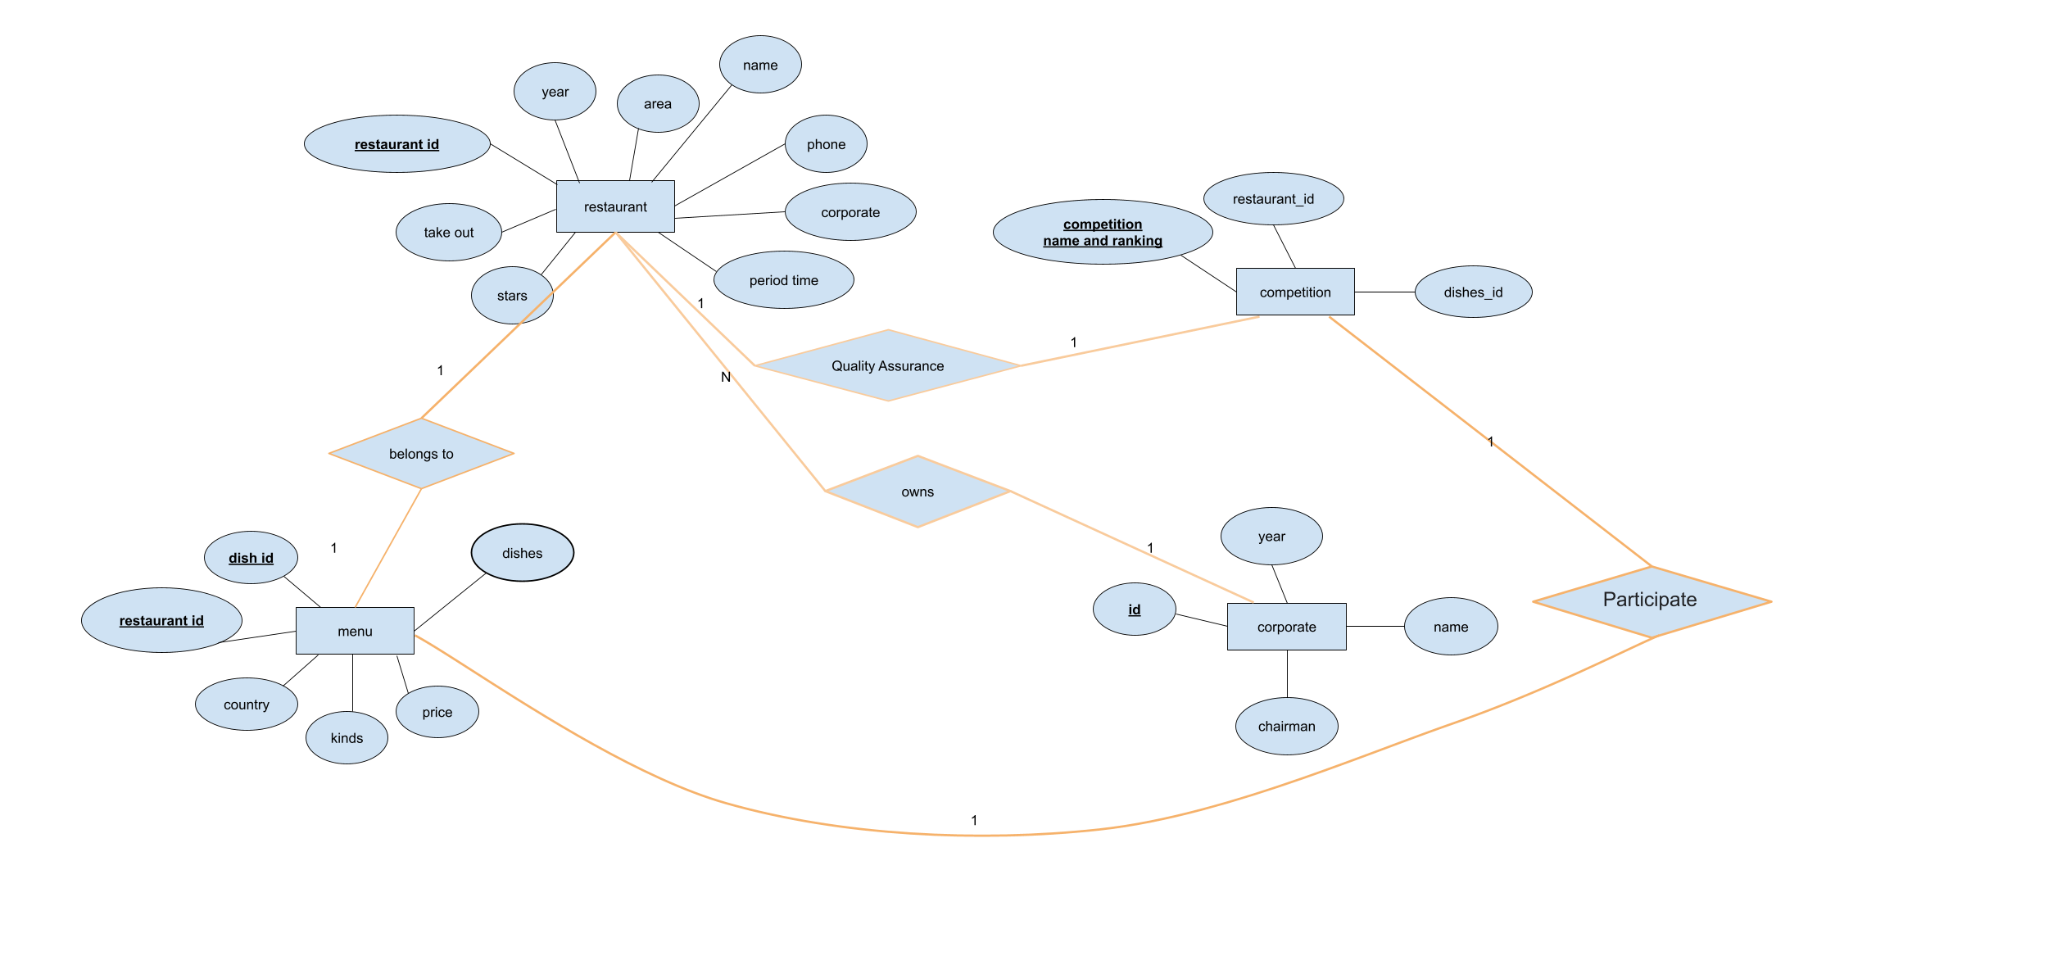 name
year
area
restaurant id
phone
restaurant
corporate
take out
period time
stars
restaurant_id
competition
name and ranking
competition
dishes_id
1
1
Quality Assurance
1
N
belongs to
1
owns
1
1
dishes
dish id
restaurant id
menu
country
kinds
price
year
id
corporate
name
chairman
Participate
1